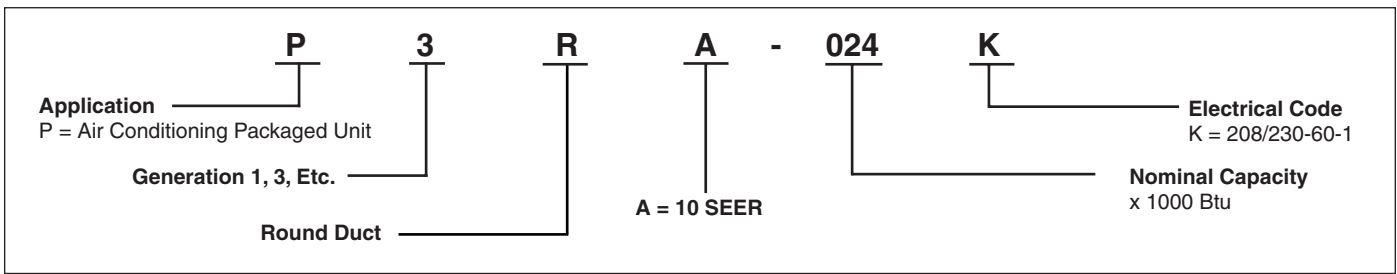 P 3 R A - 024 K
Application
P = Air Conditioning Packaged Unit
Generation 1, 3, Etc.
Round Duct
A = 10 SEER
Electrical Code
K = 208/230-60-1
Nominal Capacity
x 1000 Btu